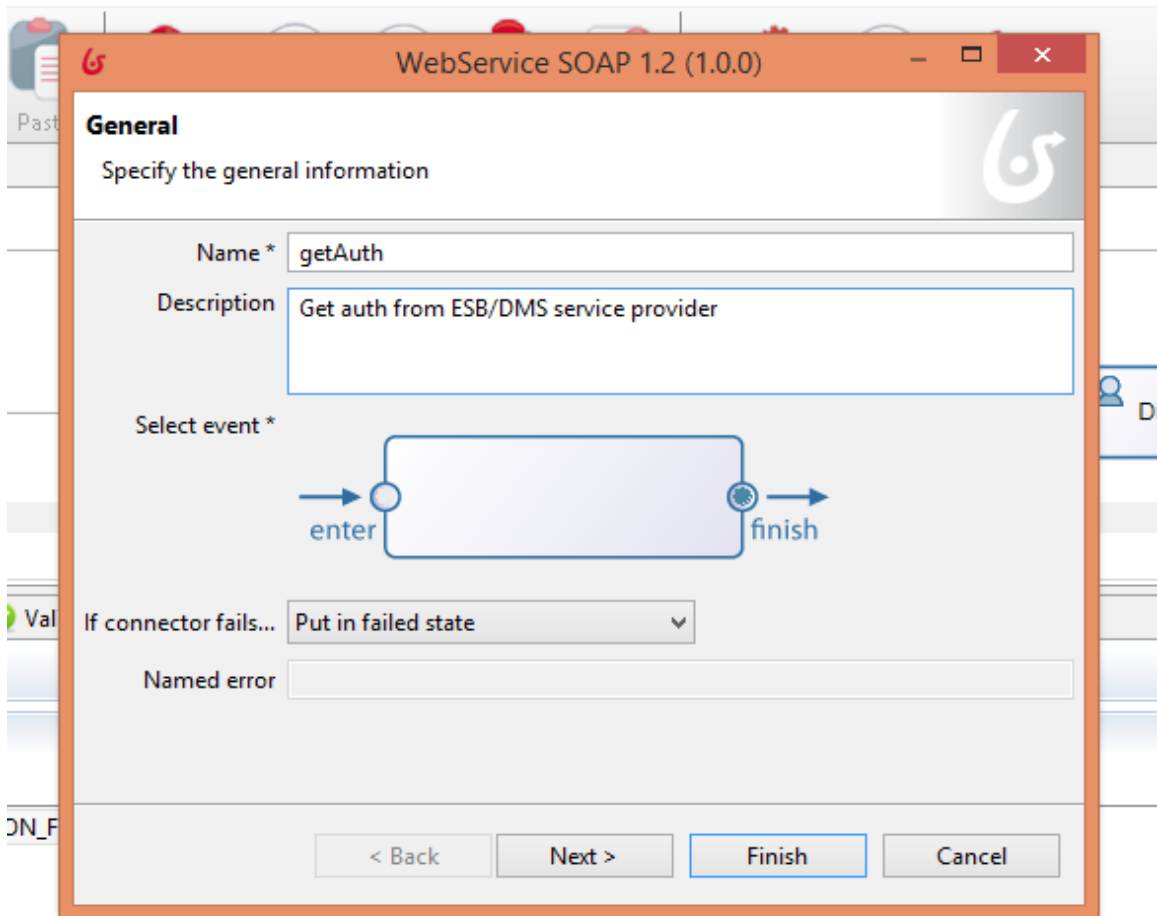 WebService SOAP 1.2 (1.0.0)
Past
General
Specify the general information
Name * getAuth
Description Get auth from ESB/DMS service provider
Select event *
enter
finish
If connector fails... Put in failed state
Named error
D
Val
ON_F
< Back Next > Finish Cancel